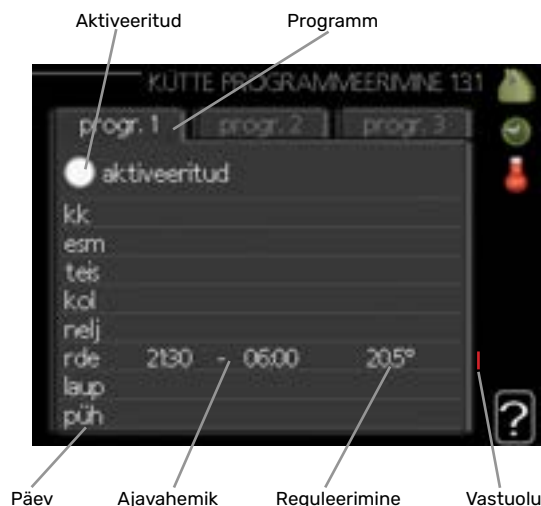 Aktiveeritud Programm
KÜTTE PROGRAMMEERIMINE 1.3.1
progr. 1 progr. 2 progr. 3
aktiveeritud
kk
esm
teis
kol
nelj
rde 21:30 - 06:00 20.5°
laup
püh
?
Päev Ajavahemik Reguleerimine Vastuolu